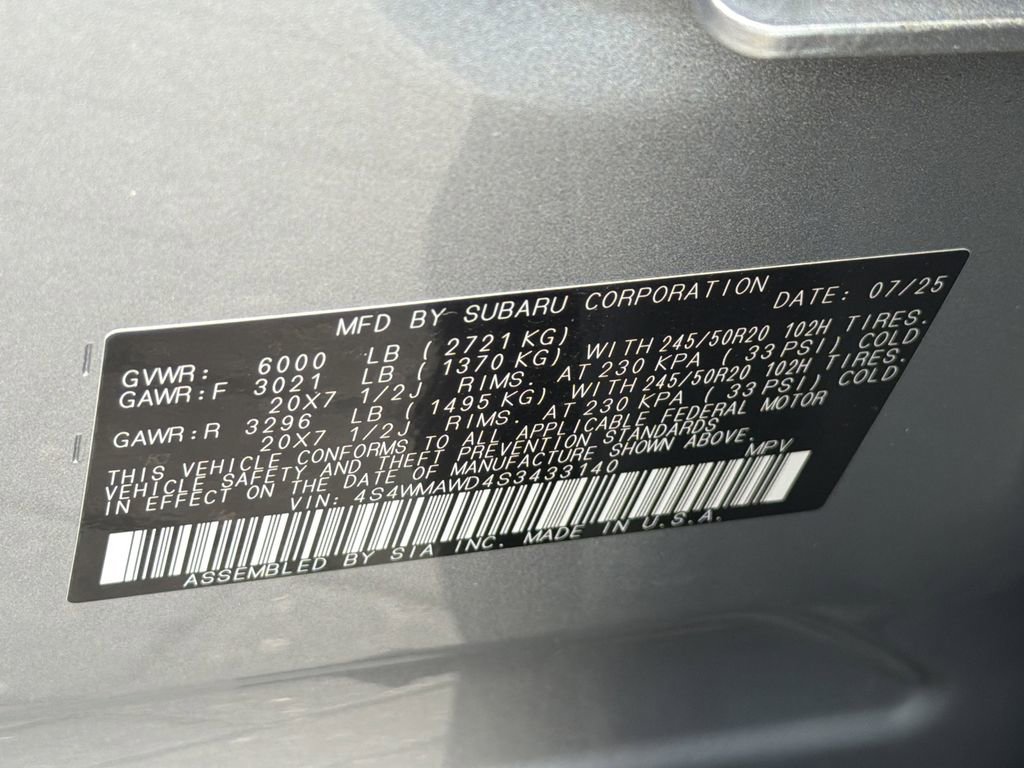 MFD BY SUBARU CORPORATION DATE: 07/25
GVWR: 6000 LB ( 2721 KG)
GAWR:F 3021 LB ( 1370 KG) WITH 245/50R20 102H TIRES.
20X7 1/2J RIMS. AT 230 KPA ( 33 PSI) COLD
GAWR:R 3296 LB ( 1495 KG) WITH 245/50R20 102H TIRES.
20X7 1/2J RIMS. AT 230 KPA ( 33 PSI) COLD
THIS VEHICLE CONFORMS TO ALL APPLICABLE FEDERAL MOTOR
VEHICLE SAFETY AND THEFT PREVENTION STANDARDS
IN EFFECT ON THE DATE OF MANUFACTURE SHOWN ABOVE.
VIN: 4S4WMAWD4S3433140 MPV
ASSEMBLED BY SIA INC. MADE IN U.S.A.